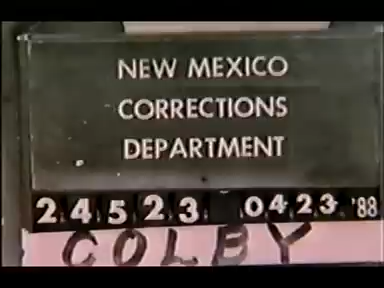 NEW MEXICO
CORRECTIONS
DEPARTMENT
24523 0423 '88
COLBY